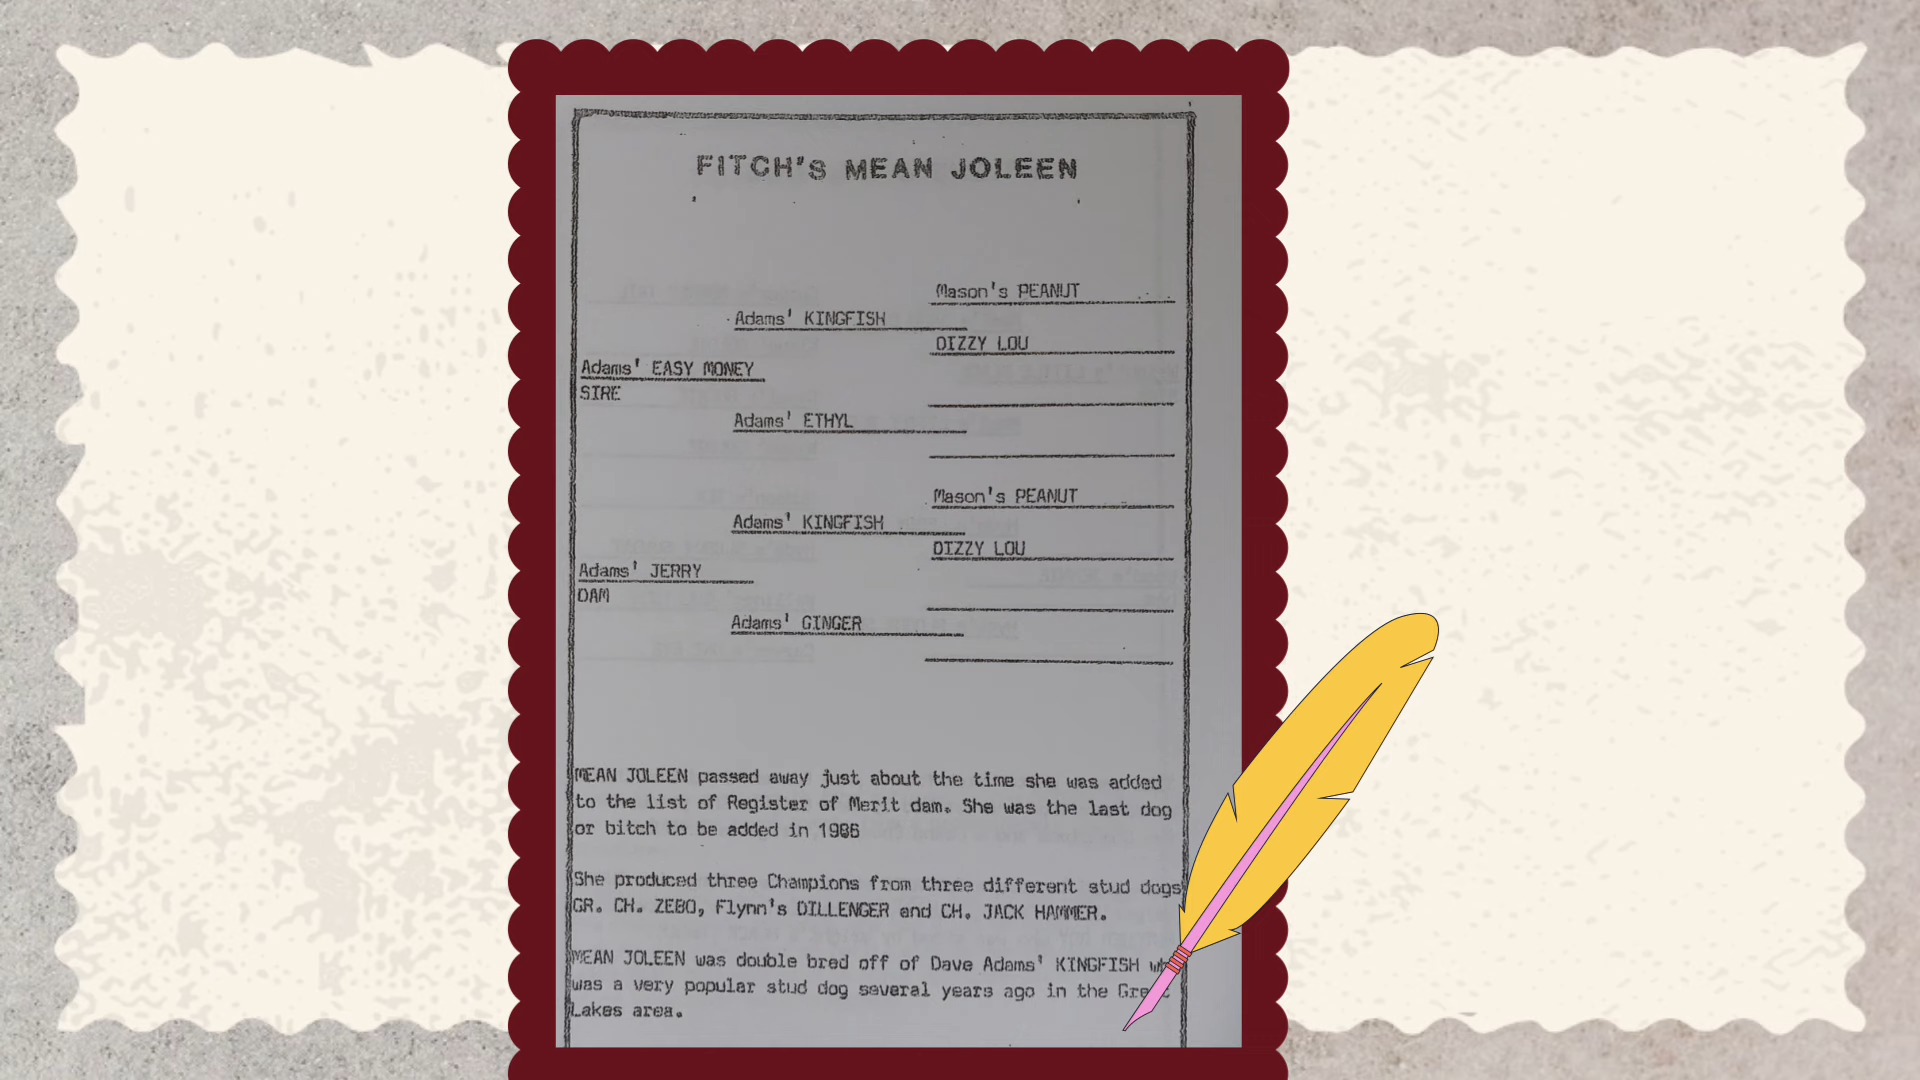 FITCH'S MEAN JOLEEN
Mason's PEANUT
Adams' KINGFISH
DIZZY LOU
Adams' EASY MONEY
SIRE
Adams' ETHYL
Mason's PEANUT
Adams' KINGFISH
DIZZY LOU
Adams' JERRY
DAM
Adams' GINGER
MEAN JOLEEN passed away just about the time she was added
to the list of Register of Merit dam. She was the last dog
or bitch to be added in 1986
She produced three Champions from three different stud dogs
GR. CH. ZEBO, Flynn's DILLENGER and CH. JACK HAMMER.
MEAN JOLEEN was double bred off of Dave Adams' KINGFISH
was a very popular stud dog several years ago in the Great
Lakes area.